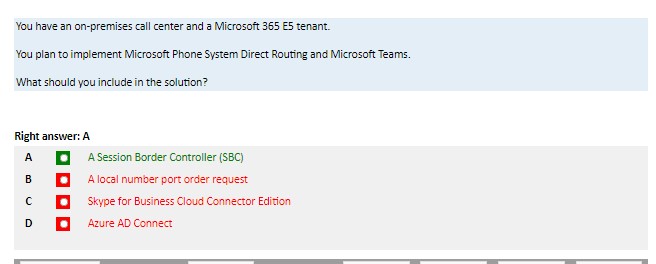 You have an on-premises call center and a Microsoft 365 E5 tenant.
You plan to implement Microsoft Phone System Direct Routing and Microsoft Teams.
What should you include in the solution?
Right answer: A
A A Session Border Controller (SBC)
B A local number port order request
C Skype for Business Cloud Connector Edition
D Azure AD Connect